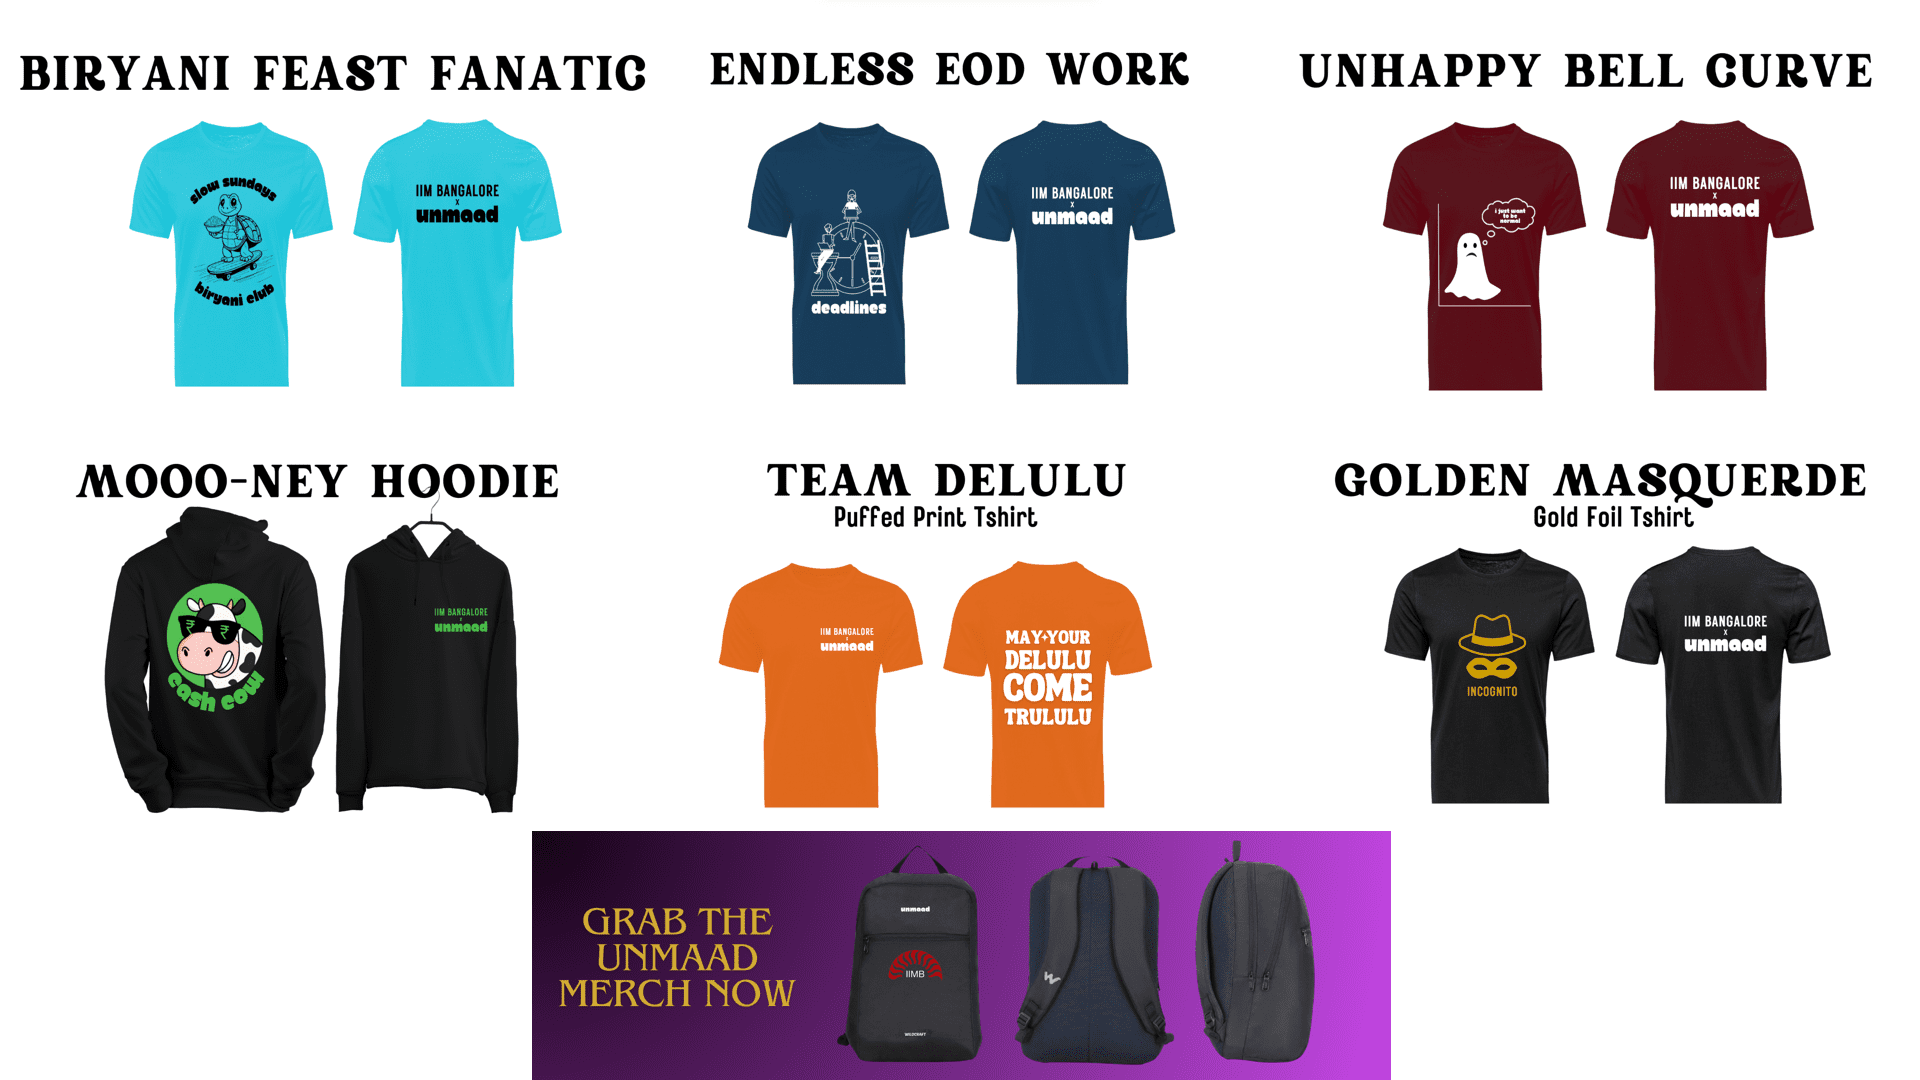 BIRYANI FEAST FANATIC
slow sundays
biryani club
IIM BANGALORE
x
unmaad
ENDLESS EOD WORK
deadlines
IIM BANGALORE
x
unmaad
UNHAPPY BELL CURVE
i just want
to be
normal
IIM BANGALORE
x
unmaad
MOOO-NEY HOODIE
₹ ₹
cash cow
IIM BANGALORE
x
unmaad
TEAM DELULU
Puffed Print Tshirt
IIM BANGALORE
x
unmaad
MAY YOUR
DELULU
COME
TRULULU
GOLDEN MASQUERDE
Gold Foil Tshirt
INCOGNITO
IIM BANGALORE
x
unmaad
GRAB THE
UNMAAD
MERCH NOW
unmaad
IIMB
WILDCRAFT